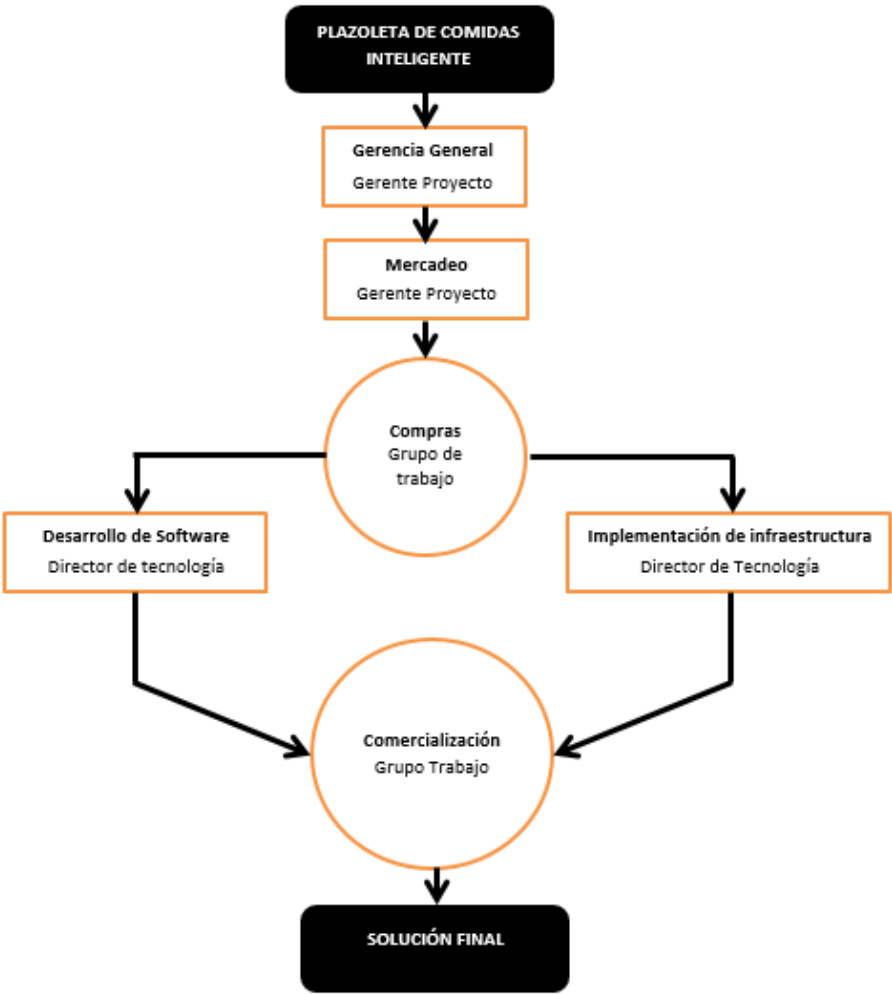 PLAZOLETA DE COMIDAS
INTELIGENTE
Gerencia General
Gerente Proyecto
Mercadeo
Gerente Proyecto
Compras
Grupo de
trabajo
Desarrollo de Software
Director de tecnología
Implementación de infraestructura
Director de Tecnología
Comercialización
Grupo Trabajo
SOLUCIÓN FINAL